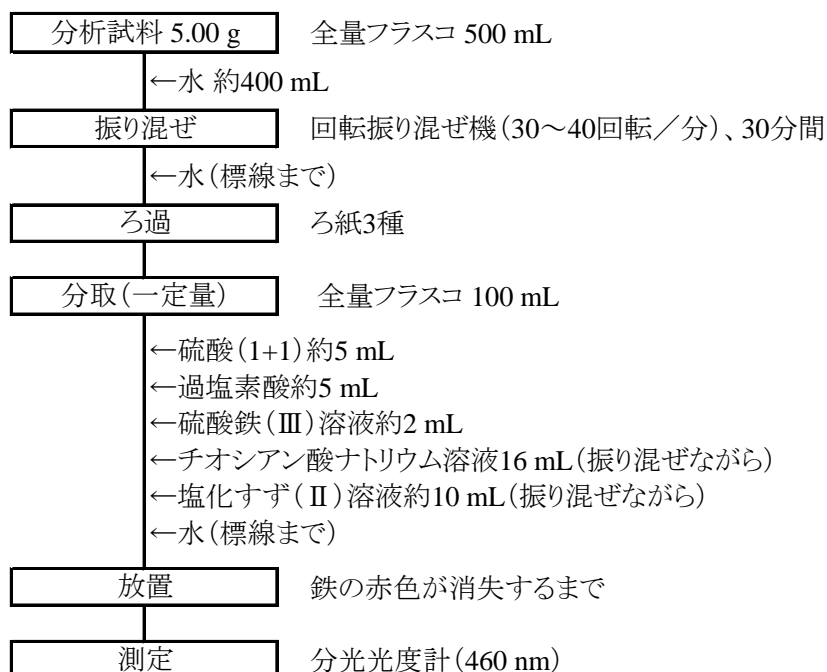 分析試料 5.00 g 全量フラスコ 500 mL
←水 約400 mL
振り混ぜ 回転振り混ぜ機(30~40回転/分)、30分間
←水(標線まで)
ろ過 ろ紙3種
分取(一定量) 全量フラスコ 100 mL
←硫酸(1+1)約5 mL
←過塩素酸約5 mL
←硫酸鉄(Ⅲ)溶液約2 mL
←チオシアン酸ナトリウム溶液16 mL(振り混ぜながら)
←塩化すず(Ⅱ)溶液約10 mL(振り混ぜながら)
←水(標線まで)
放置 鉄の赤色が消失するまで
測定 分光光度計(460 nm)